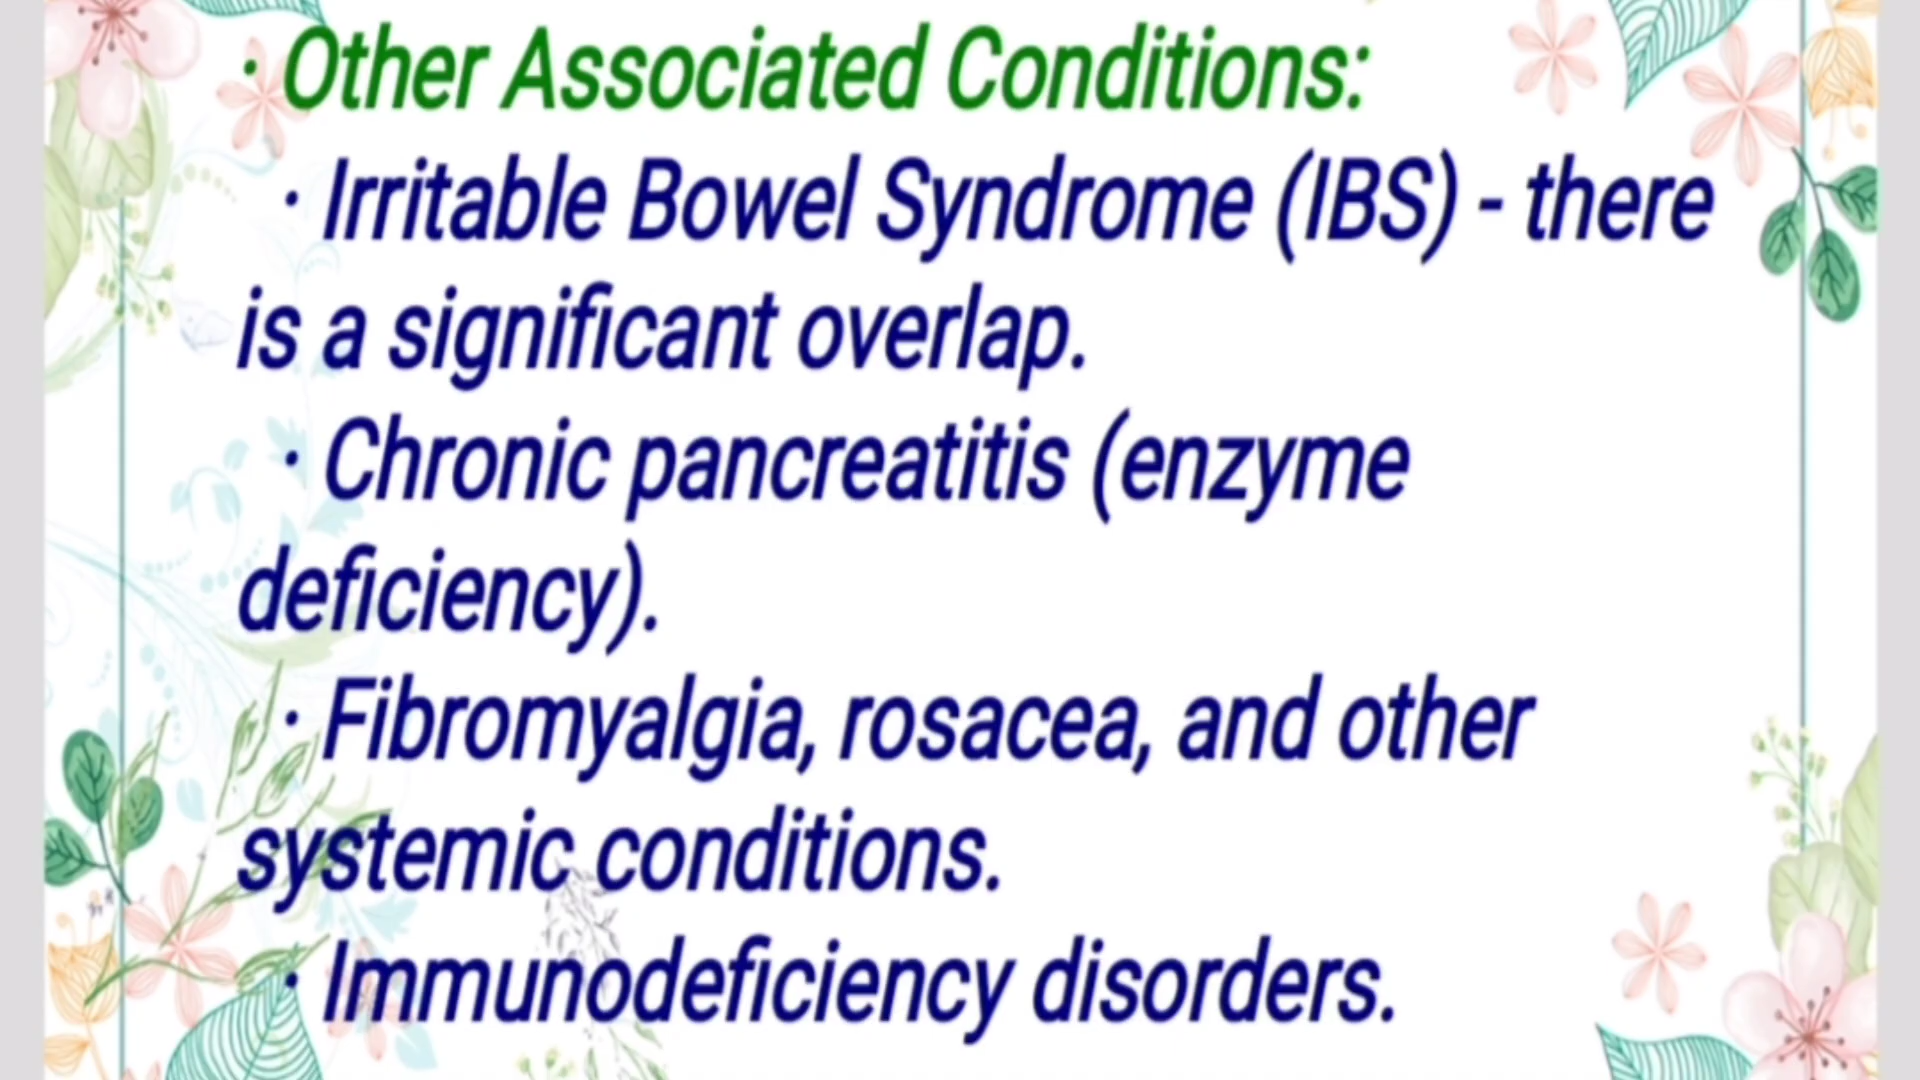 · Other Associated Conditions:
· Irritable Bowel Syndrome (IBS) - there
is a significant overlap.
· Chronic pancreatitis (enzyme
deficiency).
· Fibromyalgia, rosacea, and other
systemic conditions.
· Immunodeficiency disorders.